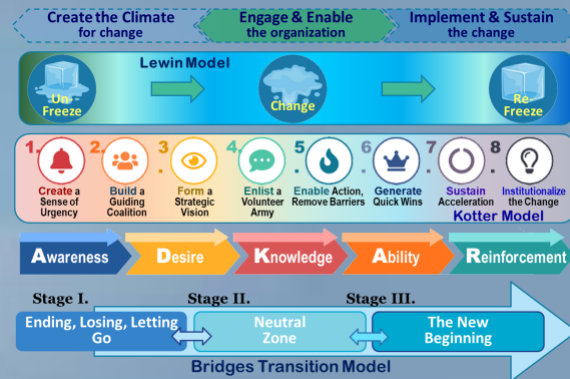 Create the Climate
for change
Engage & Enable
the organization
Implement & Sustain
the change
Lewin Model
Un
Freeze
Change
Re
Freeze
1.
2.
3
4.
5
6
7
8
Create a
Sense of
Urgency
Build a
Guiding
Coalition
Form a
Strategic
Vision
Enlist a
Volunteer
Army
Enable Action,
Remove Barriers
Generate
Quick Wins
Sustain
Acceleration
Institutionalize
the Change
Kotter Model
Awareness
Desire
Knowledge
Ability
Reinforcement
Stage I.
Stage II.
Stage III.
Ending, Losing, Letting
Go
Neutral
Zone
The New
Beginning
Bridges Transition Model